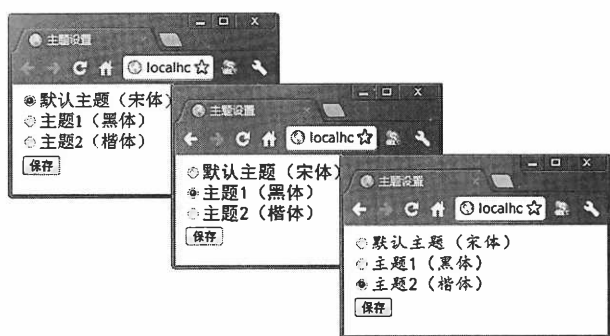 主题设置
localhc
默认主题（宋体）
主题1（黑体）
主题2（楷体）
保存
主题设置
localhc
默认主题（宋体）
主题1（黑体）
主题2（楷体）
保存
主题设置
localhc
默认主题（宋体）
主题1（黑体）
主题2（楷体）
保存